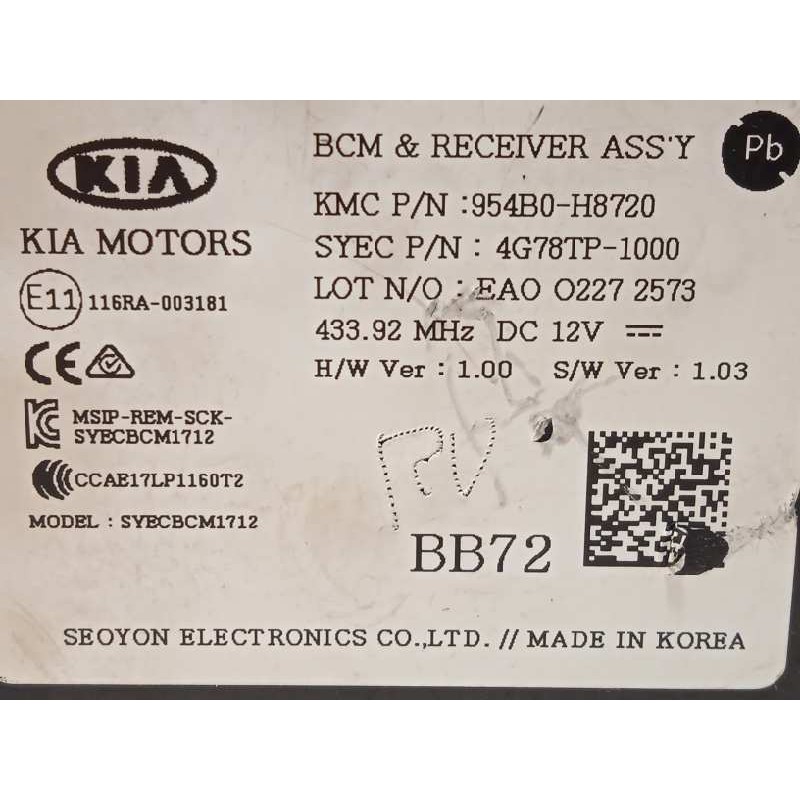 KIA
KIA MOTORS
E11 116RA-003181
CE
MSIP-REM-SCK-
SYECBCM1712
CCAE17LP1160T2
MODEL : SYECBCM1712
BCM & RECEIVER ASS'Y
Pb
KMC P/N :954B0-H8720
SYEC P/N : 4G78TP-1000
LOT N/O : EAO O227 2573
433.92 MHz DC 12V
H/W Ver : 1.00 S/W Ver : 1.03
BB72
SEOYON ELECTRONICS CO.,LTD. // MADE IN KOREA